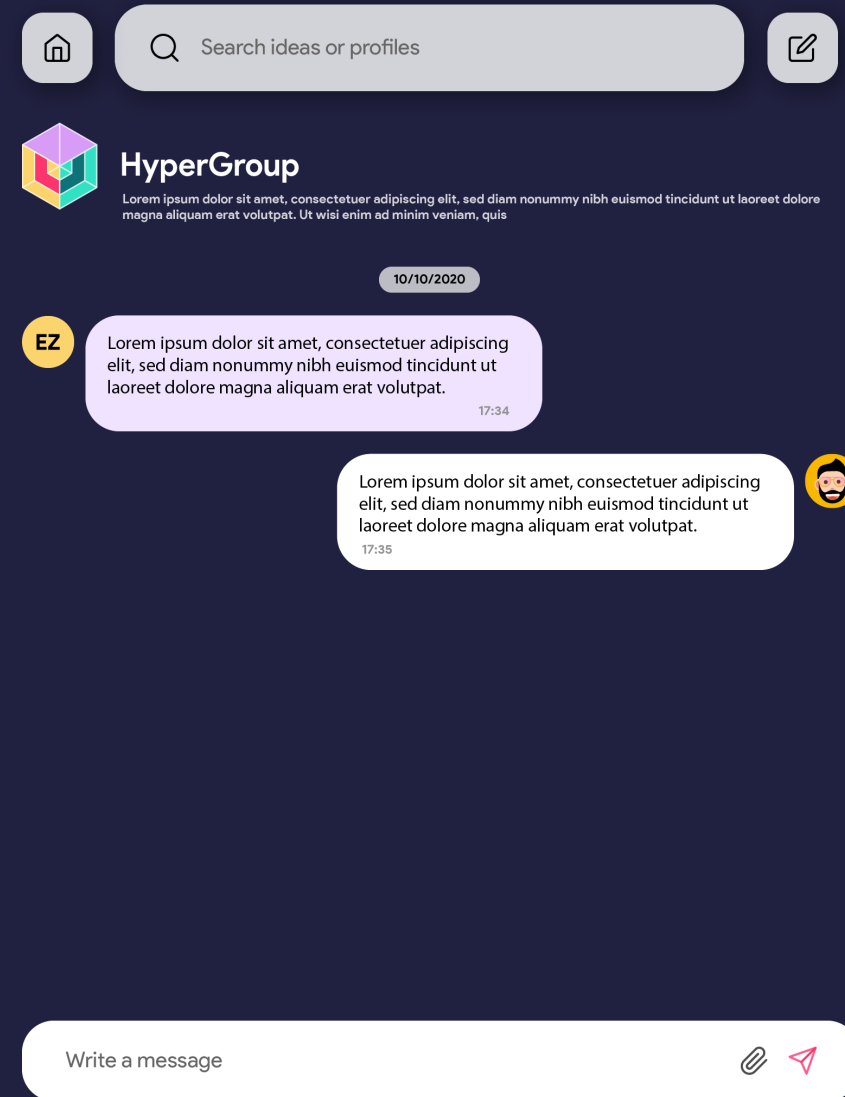 Search ideas or profiles
HyperGroup
Lorem ipsum dolor sit amet, consectetuer adipiscing elit, sed diam nonummy nibh euismod tincidunt ut laoreet dolore
magna aliquam erat volutpat. Ut wisi enim ad minim veniam, quis
10/10/2020
EZ
Lorem ipsum dolor sit amet, consectetuer adipiscing
elit, sed diam nonummy nibh euismod tincidunt ut
laoreet dolore magna aliquam erat volutpat.
17:34
Lorem ipsum dolor sit amet, consectetuer adipiscing
elit, sed diam nonummy nibh euismod tincidunt ut
laoreet dolore magna aliquam erat volutpat.
17:35
Write a message